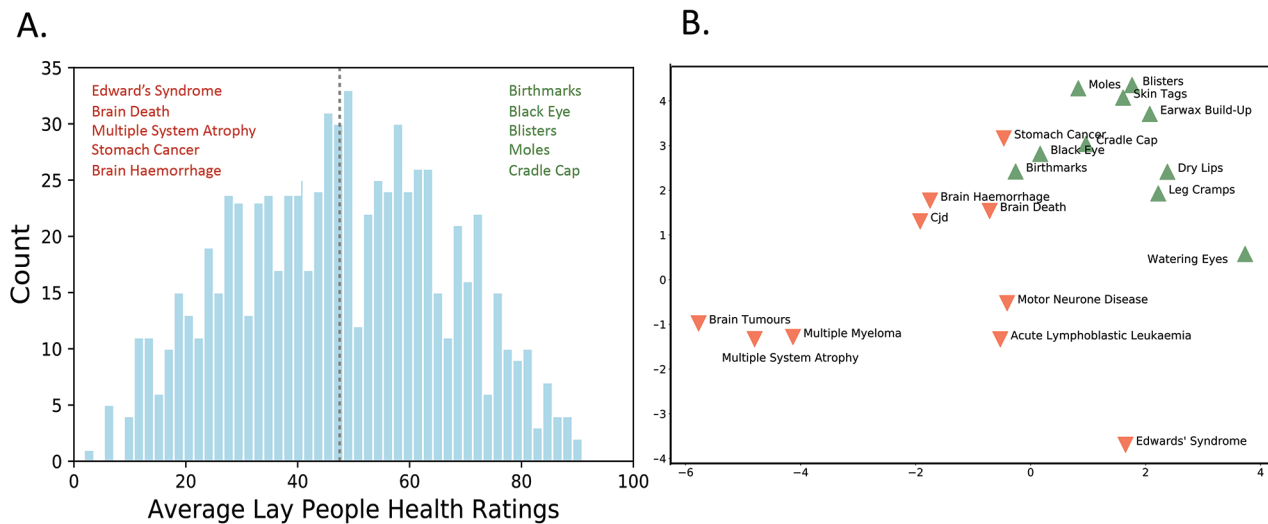 A.
B.
35
30
25
20
15
10
5
0
Count
Edward's Syndrome
Brain Death
Multiple System Atrophy
Stomach Cancer
Brain Haemorrhage
Birthmarks
Black Eye
Blisters
Moles
Cradle Cap
0 20 40 60 80 100
Average Lay People Health Ratings
4
3
2
1
0
−1
−2
−3
−4
Moles
Blisters
Skin Tags
Earwax Build-Up
Stomach Cancer
Cradle Cap
Black Eye
Birthmarks
Dry Lips
Leg Cramps
Brain Haemorrhage
Brain Death
Cjd
Watering Eyes
Motor Neurone Disease
Brain Tumours
Multiple Myeloma
Acute Lymphoblastic Leukaemia
Multiple System Atrophy
Edwards' Syndrome
−6 −4 −2 0 2 4